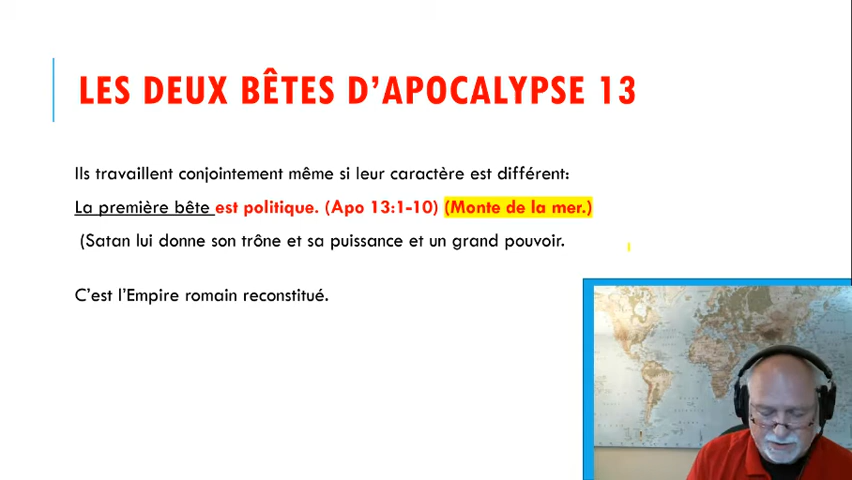 LES DEUX BÊTES D’APOCALYPSE 13
Ils travaillent conjointement même si leur caractère est différent:
La première bête est politique. (Apo 13:1-10) (Monte de la mer.)
(Satan lui donne son trône et sa puissance et un grand pouvoir.
C’est l’Empire romain reconstitué.